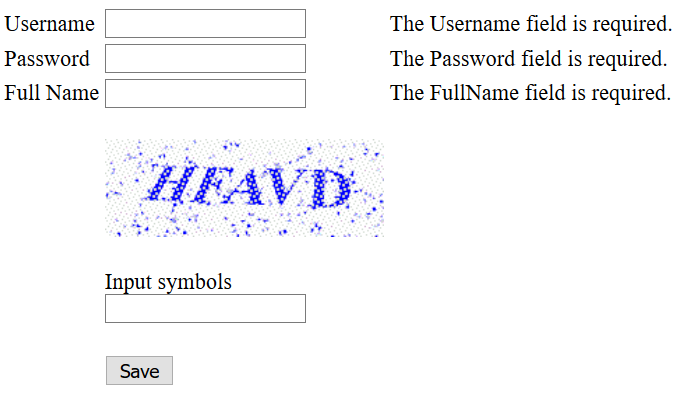 Username The Username field is required.
Password The Password field is required.
Full Name The FullName field is required.
Input symbols
Save